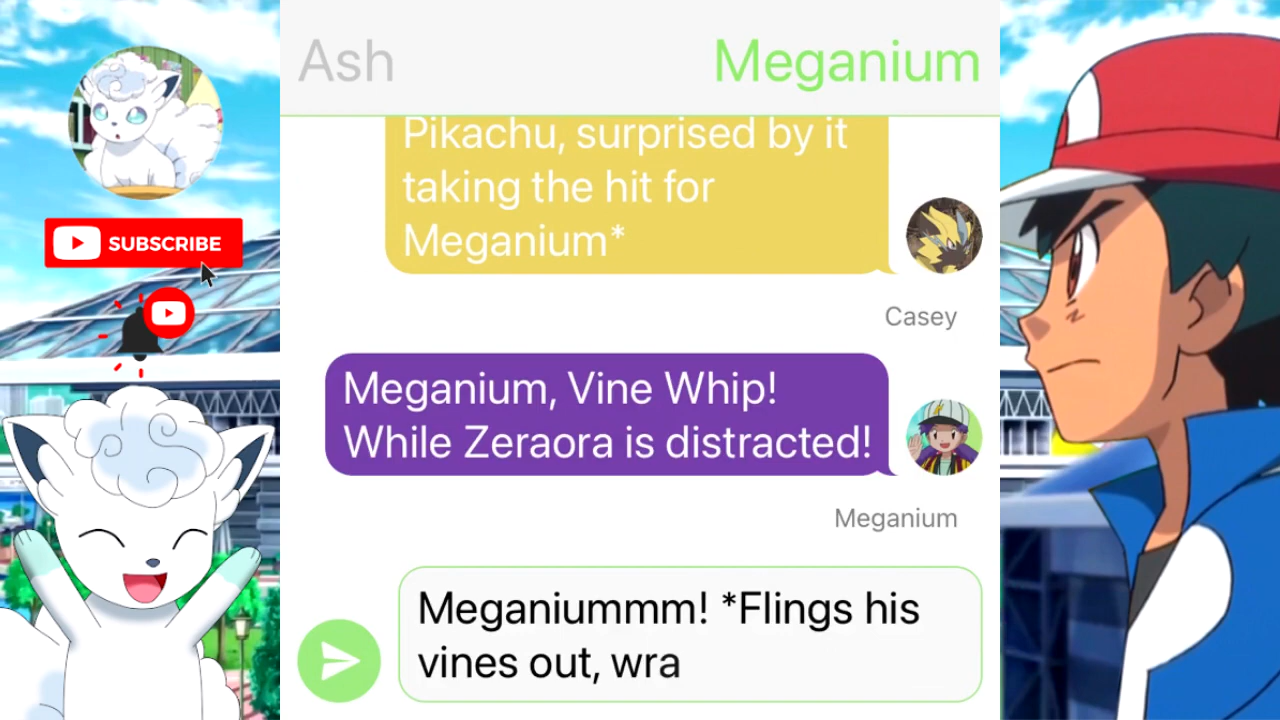 Ash
Meganium
Pikachu, surprised by it
taking the hit for
Meganium*
SUBSCRIBE
Casey
Meganium, Vine Whip!
While Zeraora is distracted!
Meganium
Meganiummm! *Flings his
vines out, wra